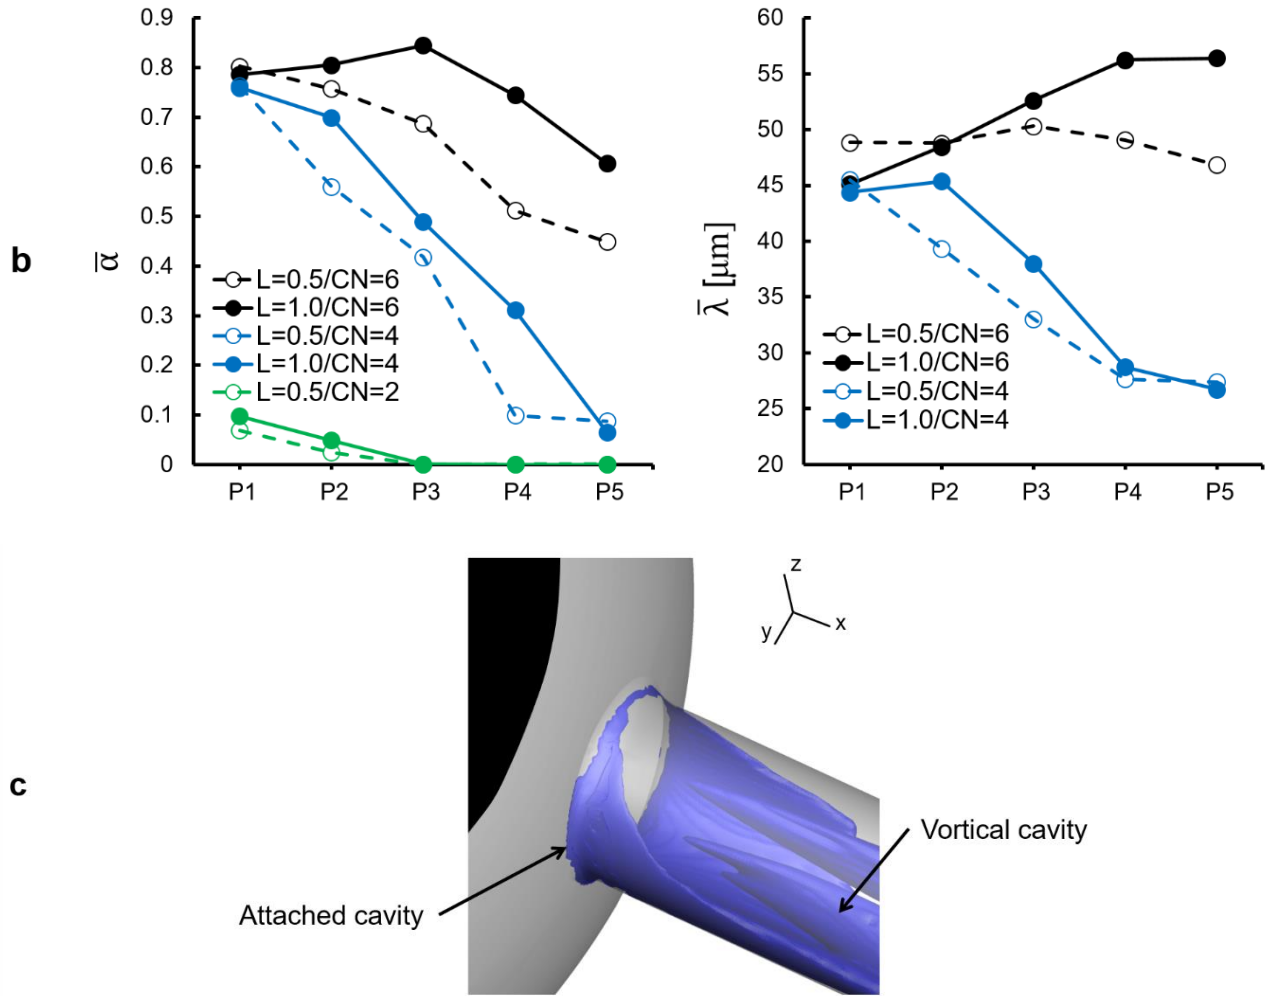 b
α̅
0.9
0.8
0.7
0.6
0.5
0.4
0.3
0.2
0.1
0
L=0.5/CN=6
L=1.0/CN=6
L=0.5/CN=4
L=1.0/CN=4
L=0.5/CN=2
P1 P2 P3 P4 P5
λ̅ [μm]
60
55
50
45
40
35
30
25
20
L=0.5/CN=6
L=1.0/CN=6
L=0.5/CN=4
L=1.0/CN=4
P1 P2 P3 P4 P5
c
z
y
x
Vortical cavity
Attached cavity